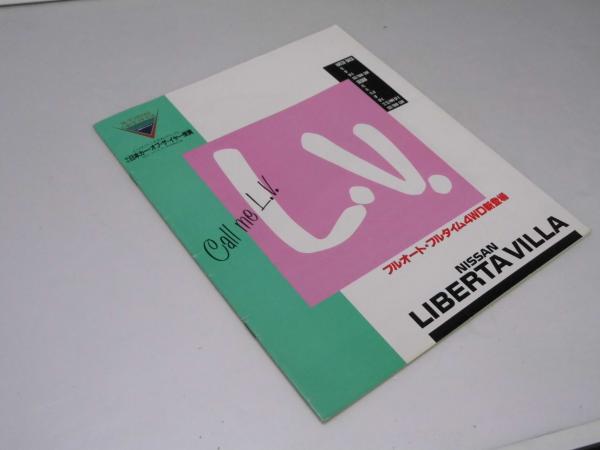 日本カー・オブ・ザ・イヤー受賞
Call me L.V.
L.V.
フルオート・フルタイム4WD新登場
NISSAN
LIBERTA VILLA